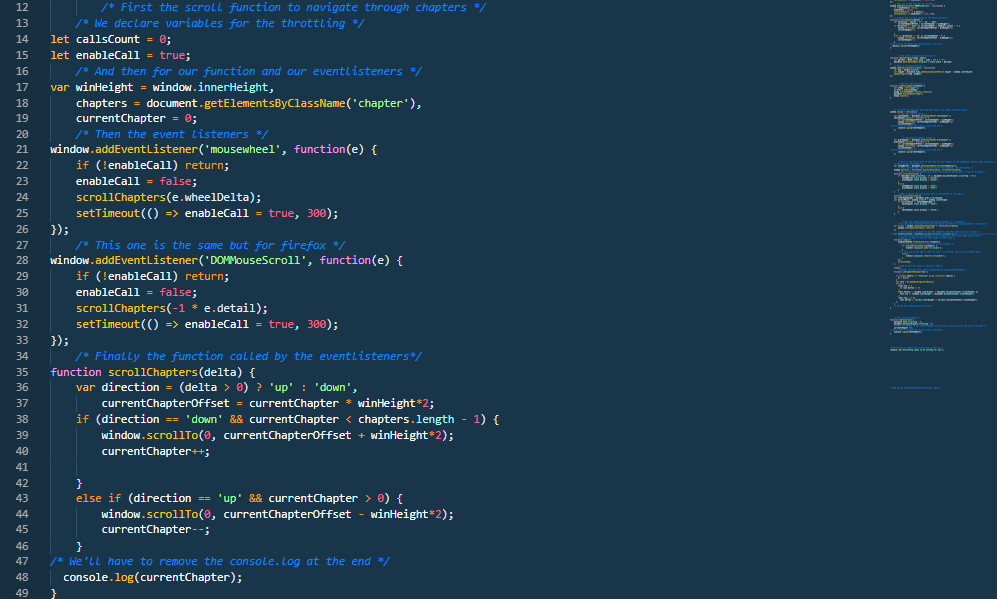 12 /* First the scroll function to navigate through chapters */
13 /* We declare variables for the throttling */
14 let callsCount = 0;
15 let enableCall = true;
16 /* And then for our function and our eventlisteners */
17 var winHeight = window.innerHeight,
18 chapters = document.getElementsByClassName('chapter'),
19 currentChapter = 0;
20 /* Then the event listeners */
21 window.addEventListener('mousewheel', function(e) {
22 if (!enableCall) return;
23 enableCall = false;
24 scrollChapters(e.wheelDelta);
25 setTimeout(() => enableCall = true, 300);
26 });
27 /* This one is the same but for firefox */
28 window.addEventListener('DOMMouseScroll', function(e) {
29 if (!enableCall) return;
30 enableCall = false;
31 scrollChapters(-1 * e.detail);
32 setTimeout(() => enableCall = true, 300);
33 });
34 /* Finally the function called by the eventlisteners*/
35 function scrollChapters(delta) {
36 var direction = (delta > 0) ? 'up' : 'down',
37 currentChapterOffset = currentChapter * winHeight*2;
38 if (direction == 'down' && currentChapter < chapters.length - 1) {
39 window.scrollTo(0, currentChapterOffset + winHeight*2);
40 currentChapter++;
41
42 }
43 else if (direction == 'up' && currentChapter > 0) {
44 window.scrollTo(0, currentChapterOffset - winHeight*2);
45 currentChapter--;
46 }
47 /* We'll have to remove the console.log at the end */
48 console.log(currentChapter);
49 }